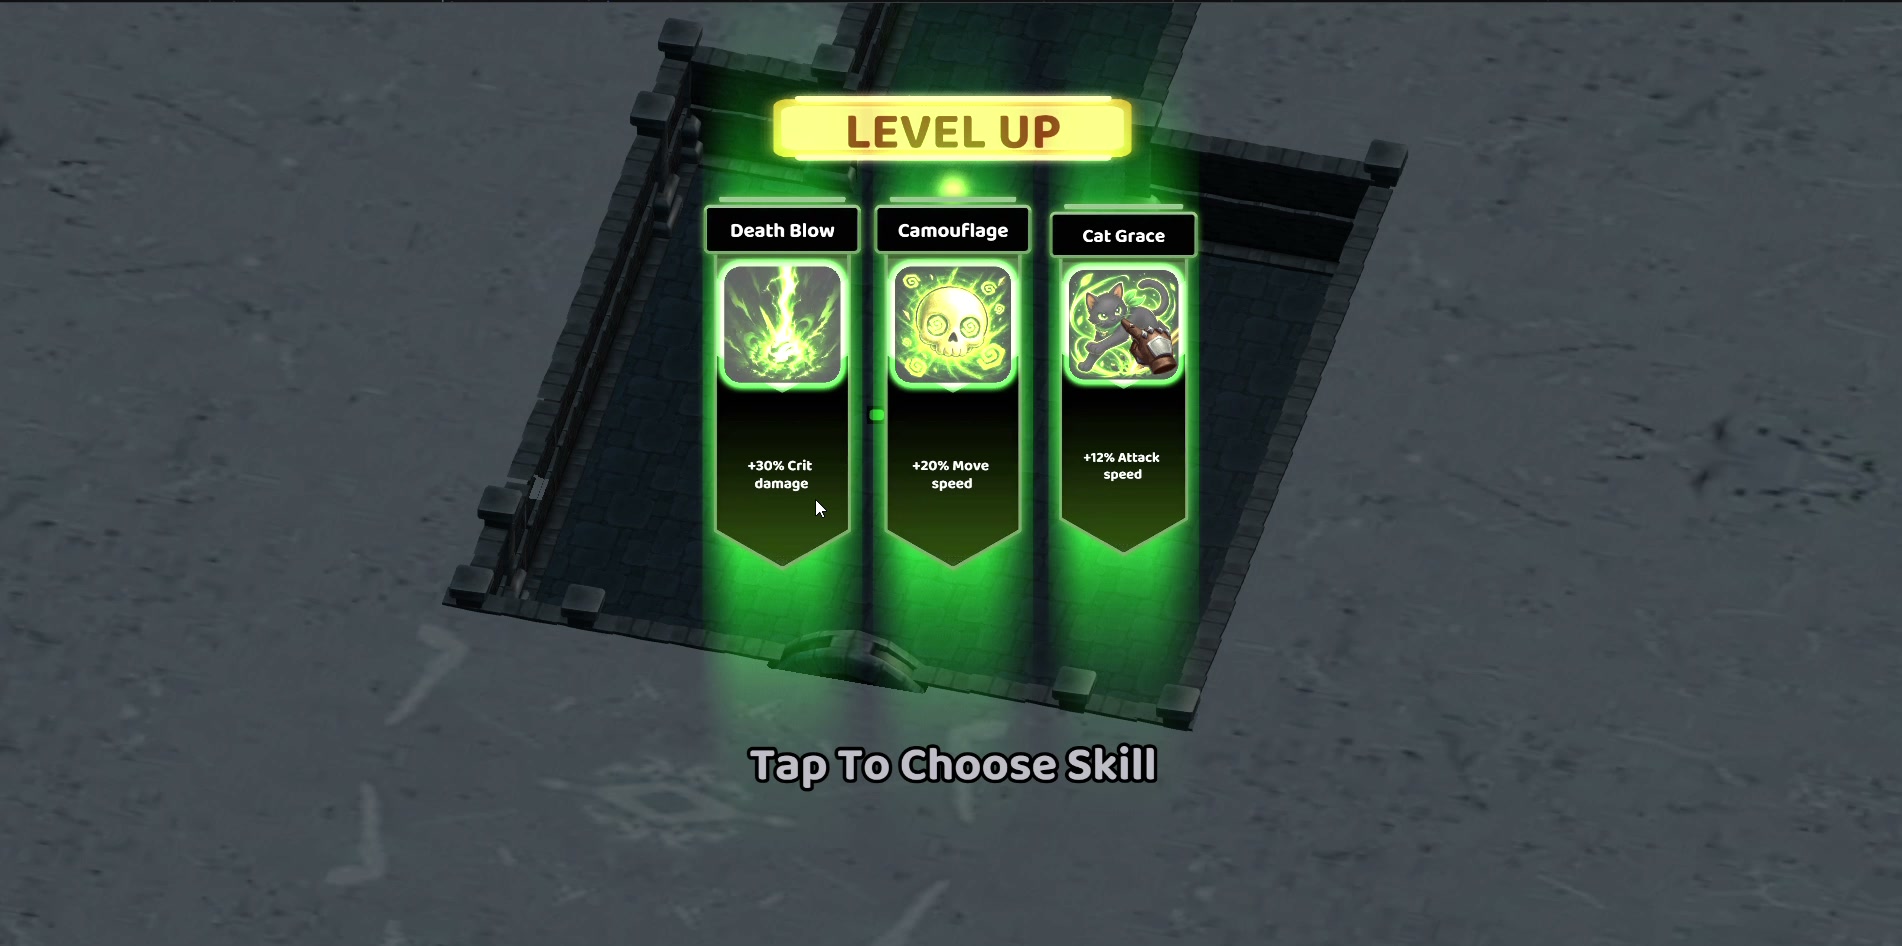 LEVEL UP
Death Blow
+30% Crit
damage
Camouflage
+20% Move
speed
Cat Grace
+12% Attack
speed
Tap To Choose Skill